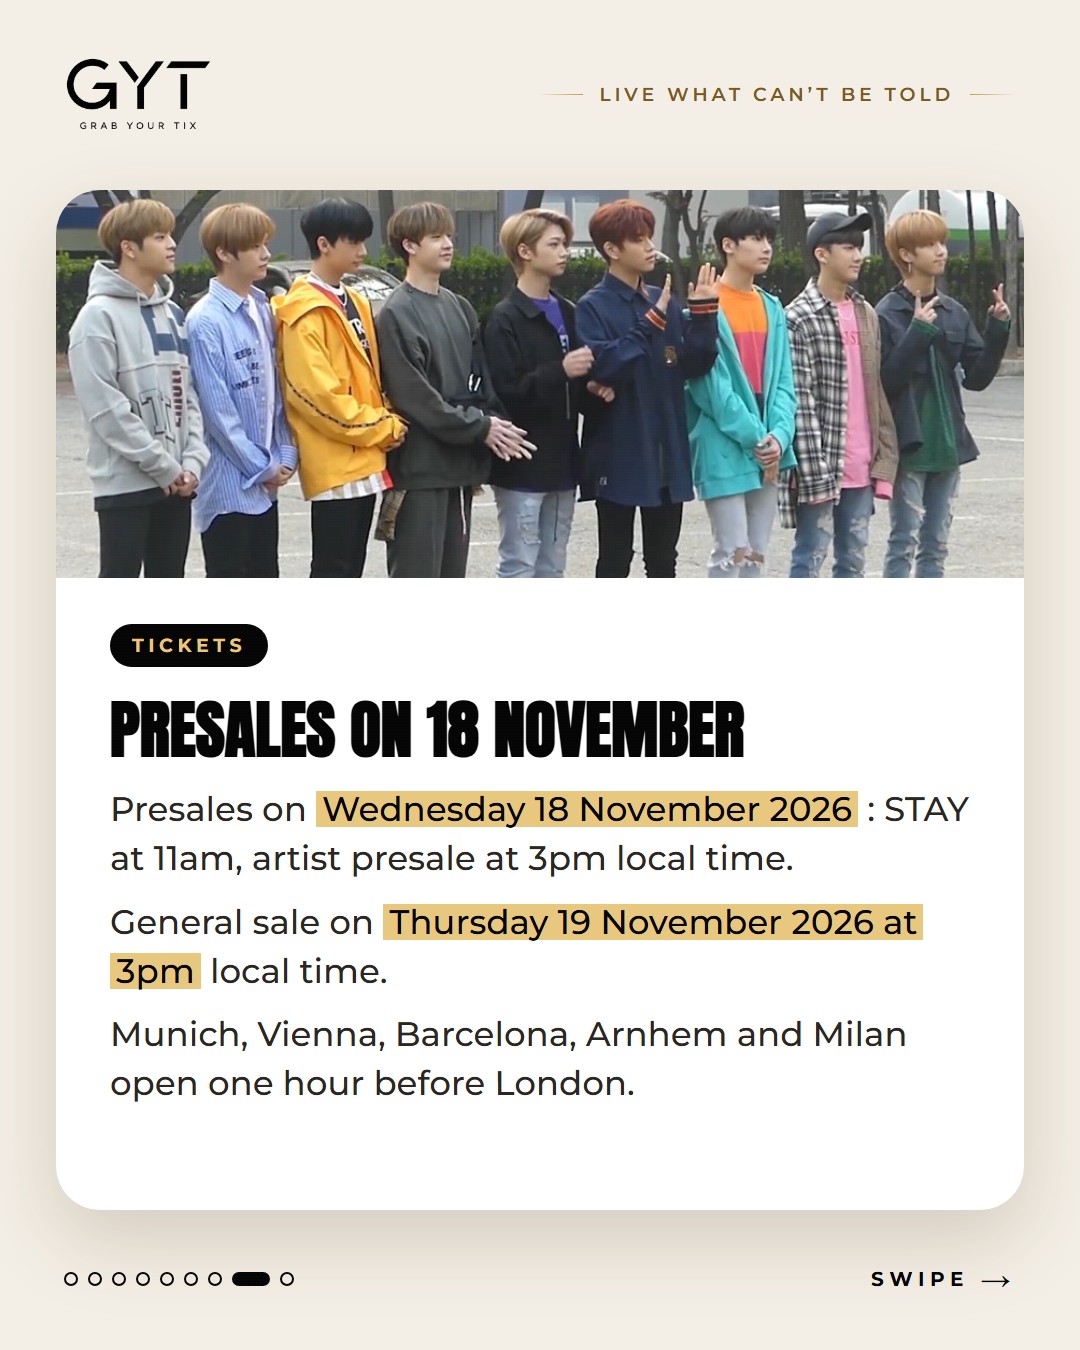 GYT
GRAB YOUR TIX
LIVE WHAT CAN’T BE TOLD
TICKETS
PRESALES ON 18 NOVEMBER
Presales on Wednesday 18 November 2026 : STAY
at 11am, artist presale at 3pm local time.
General sale on Thursday 19 November 2026 at
3pm local time.
Munich, Vienna, Barcelona, Arnhem and Milan
open one hour before London.
SWIPE →